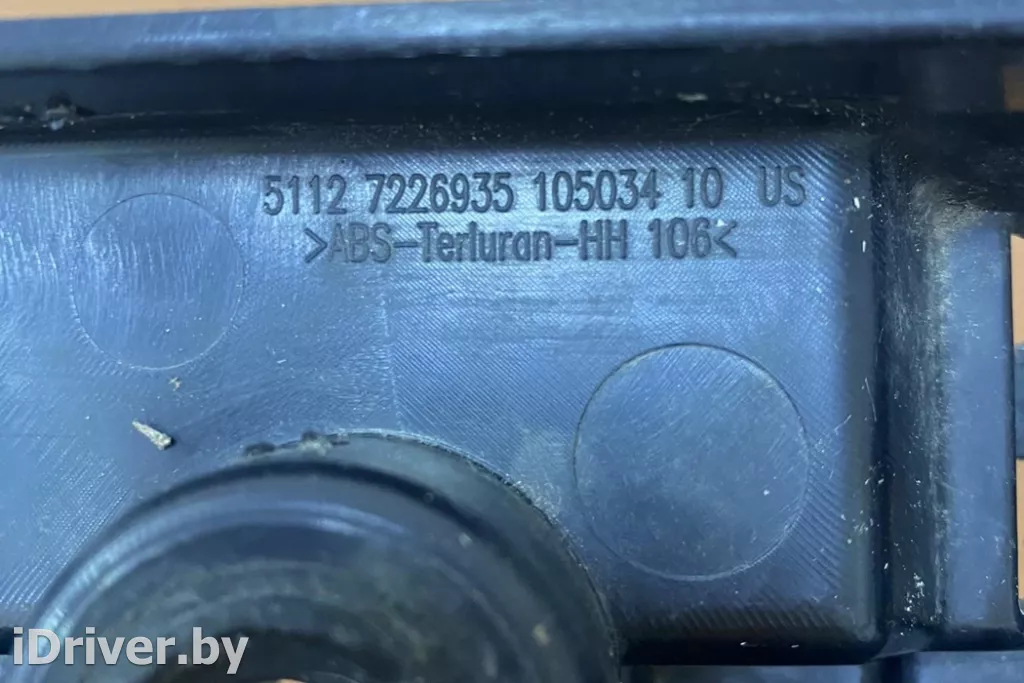 5112 7226935 105034 10 US
>ABS-Terluran-HH 106<
iDriver.by